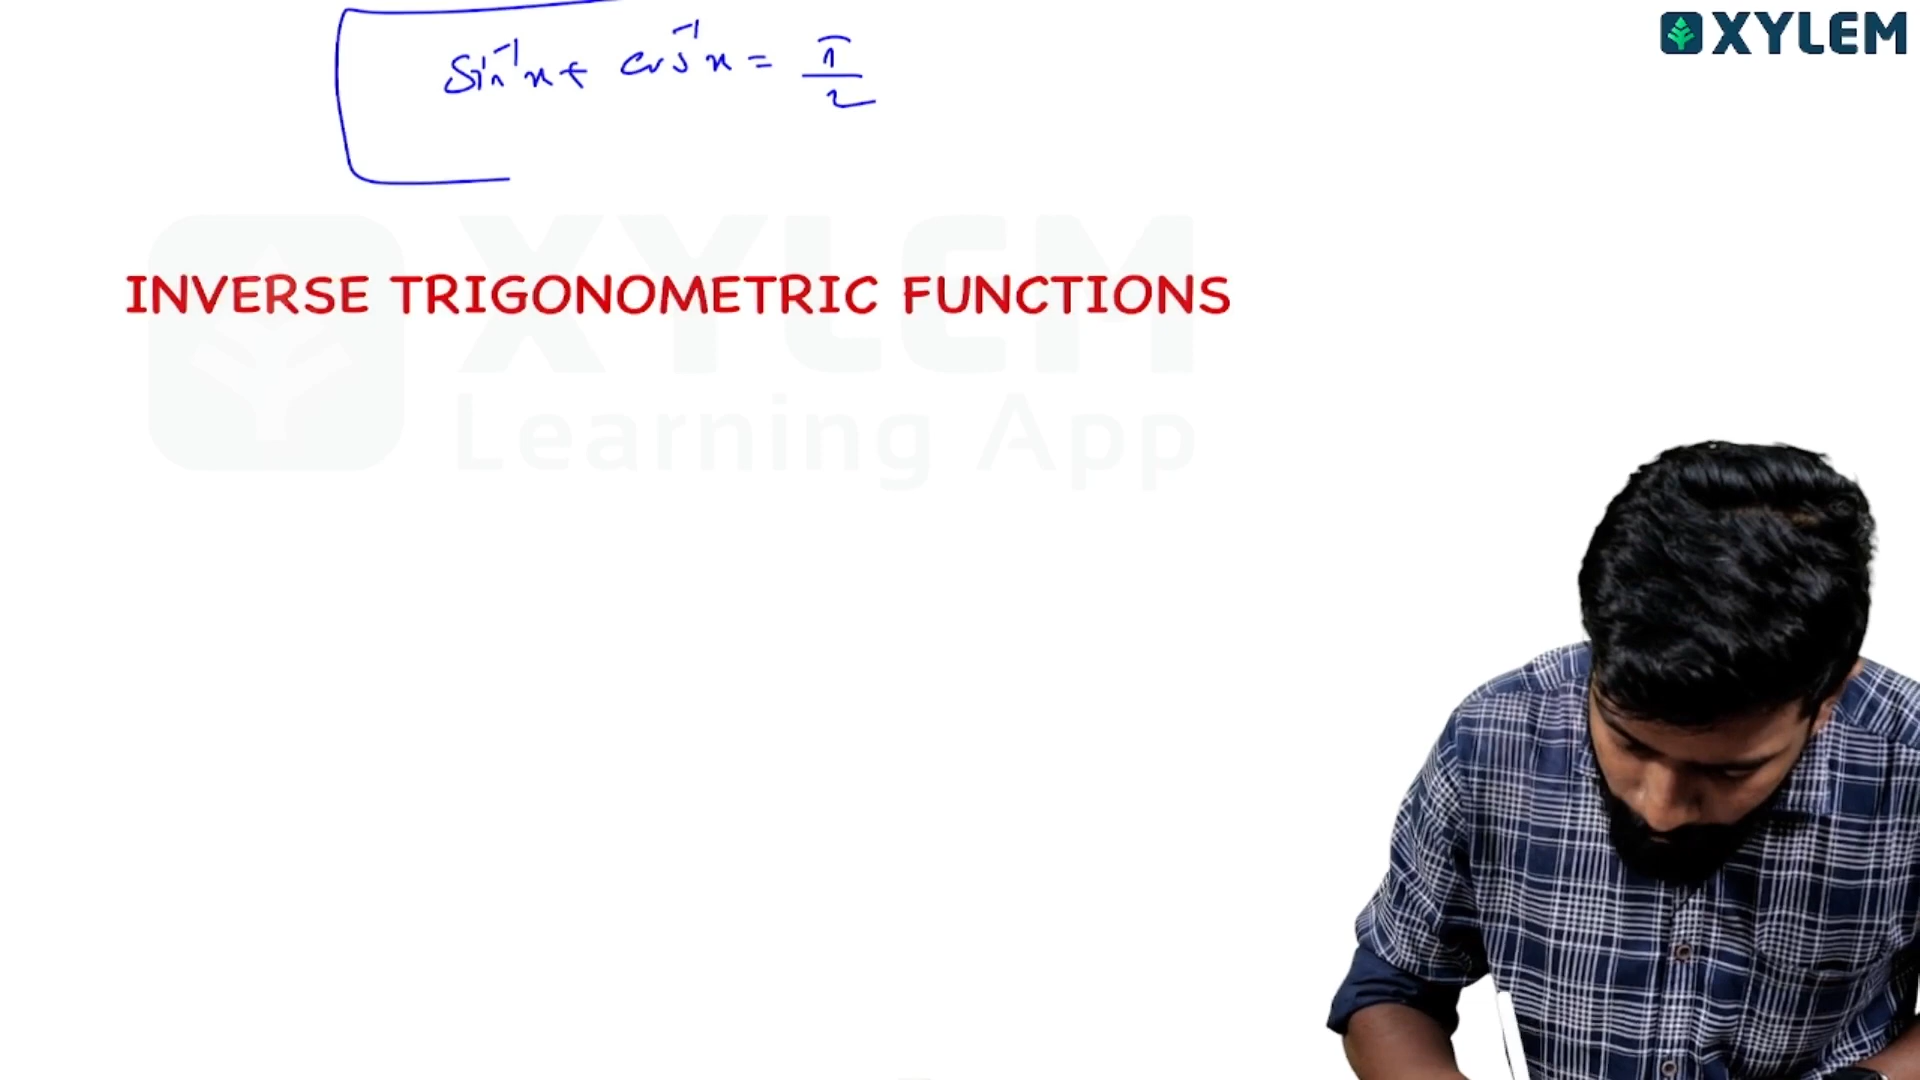 XYLEM
sin⁻¹x + cos⁻¹x = π/2
INVERSE TRIGONOMETRIC FUNCTIONS
XYLEM
Learning App